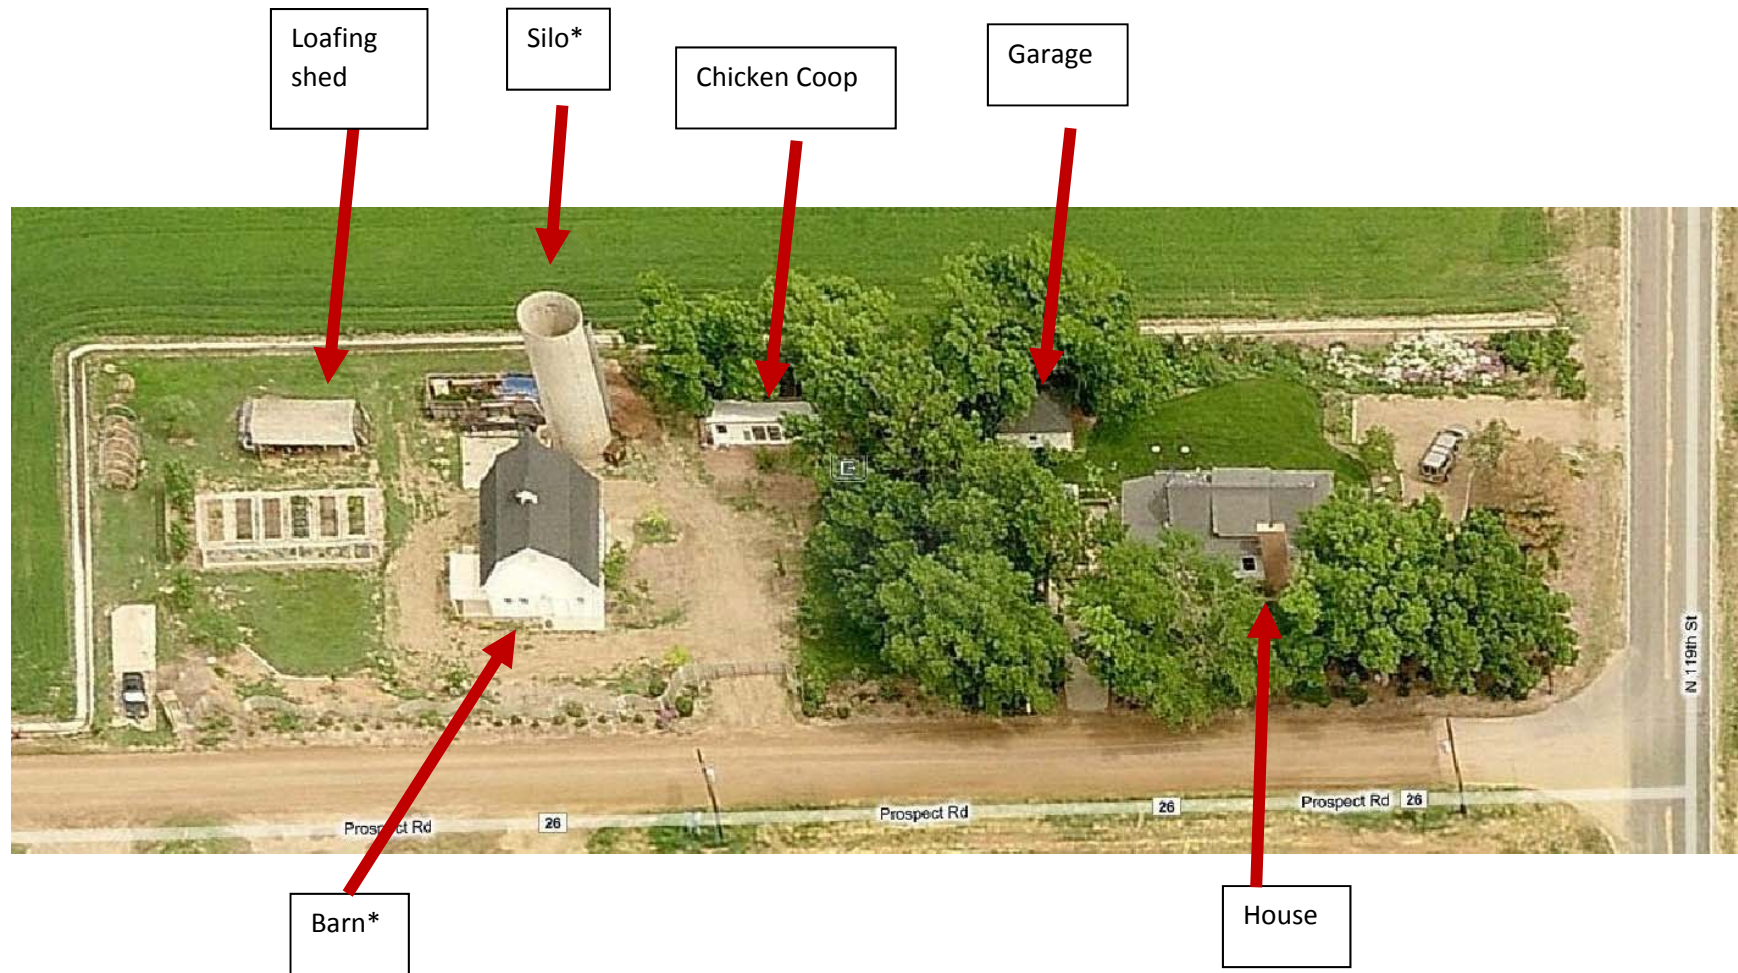 Loafing
shed
Silo*
Chicken Coop
Garage
N 119th St
Prospect Rd
26
Prospect Rd
26
Prospect Rd
26
Barn*
House